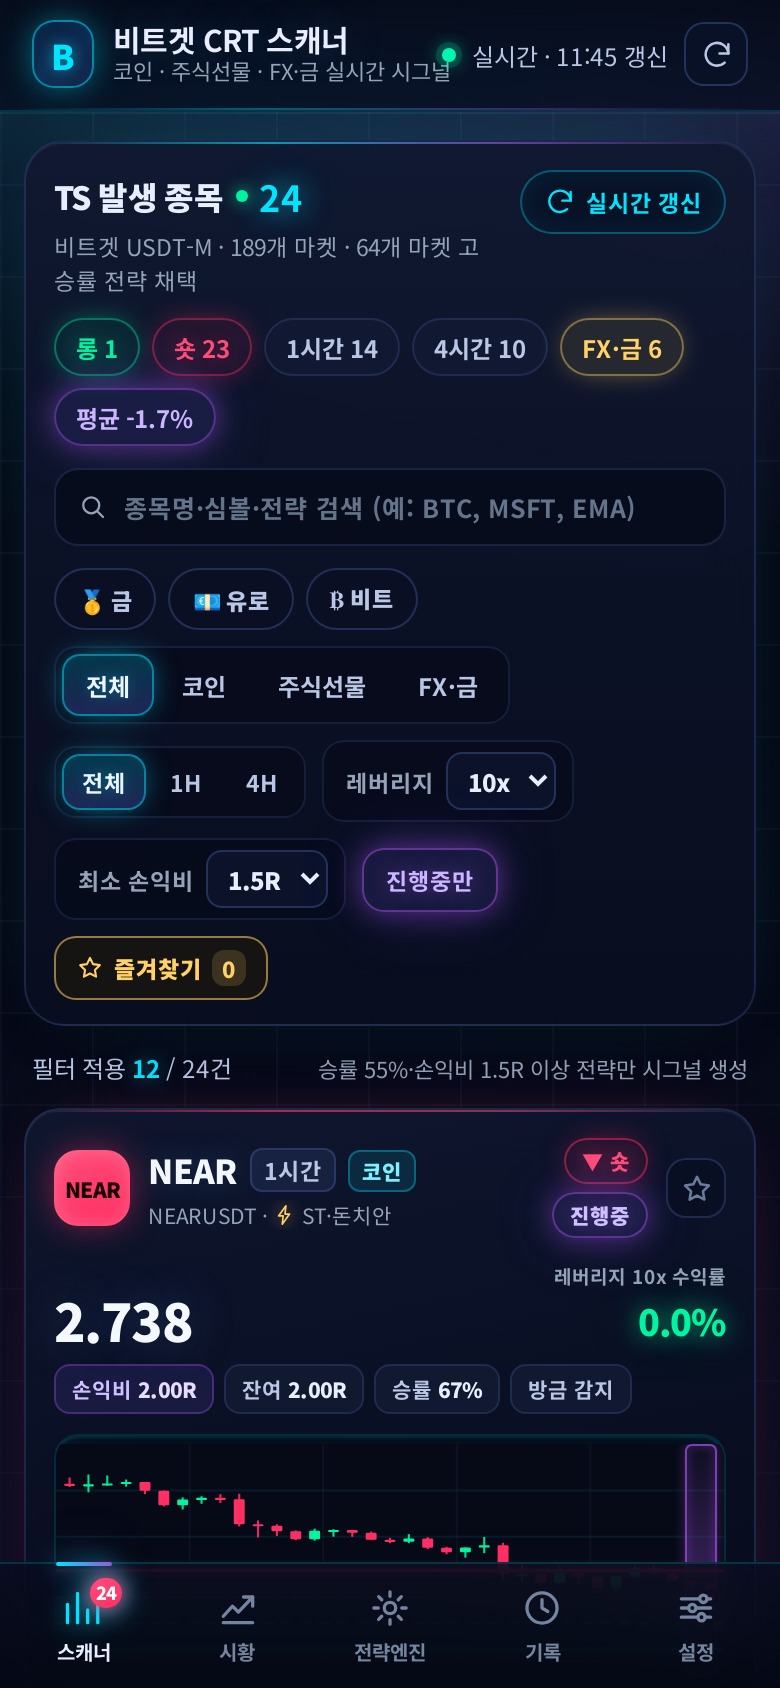 B
비트겟 CRT 스캐너
코인 · 주식선물 · FX·금 실시간 시그널
실시간 · 11:45 갱신
TS 발생 종목 • 24
실시간 갱신
비트겟 USDT-M · 189개 마켓 · 64개 마켓 고
승률 전략 채택
롱 1 숏 23 1시간 14 4시간 10 FX·금 6
평균 -1.7%
종목명·심볼·전략 검색 (예: BTC, MSFT, EMA)
금 유로 ₿ 비트
전체 코인 주식선물 FX·금
전체 1H 4H 레버리지 10x
최소 손익비 1.5R 진행중만
즐겨찾기 0
필터 적용 12 / 24건
승률 55%·손익비 1.5R 이상 전략만 시그널 생성
NEAR
NEAR 1시간 코인
▼ 숏
NEARUSDT · ST·돈치안
진행중
레버리지 10x 수익률
2.738
0.0%
손익비 2.00R 잔여 2.00R 승률 67% 방금 감지
24
스캐너 시황 전략엔진 기록 설정